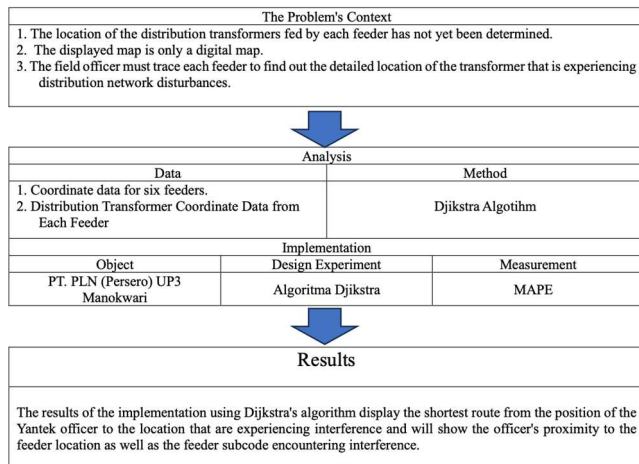 The Problem's Context
1. The location of the distribution transformers fed by each feeder has not yet been determined.
2. The displayed map is only a digital map.
3. The field officer must trace each feeder to find out the detailed location of the transformer that is experiencing
distribution network disturbances.
Analysis
Data
Method
1. Coordinate data for six feeders.
2. Distribution Transformer Coordinate Data from
Each Feeder
Djikstra Algotihm
Implementation
Object
Design Experiment
Measurement
PT. PLN (Persero) UP3
Manokwari
Algoritma Djikstra
MAPE
Results
The results of the implementation using Dijkstra's algorithm display the shortest route from the position of the
Yantek officer to the location that are experiencing interference and will show the officer's proximity to the
feeder location as well as the feeder subcode encountering interference.